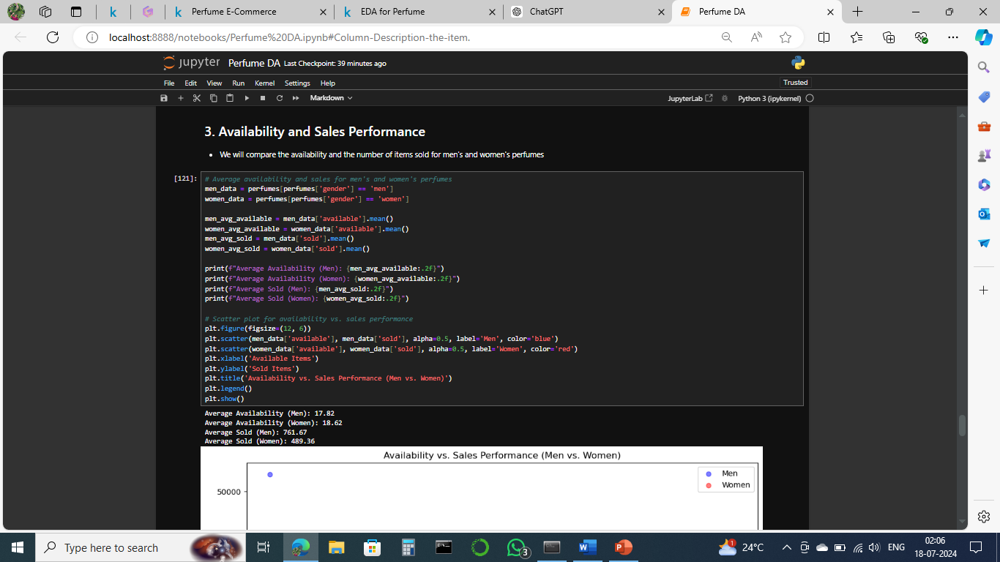 Perfume E-Commerce
EDA for Perfume
ChatGPT
Perfume DA
localhost:8888/notebooks/Perfume%20DA.ipynb#Column-Description-the-item.
jupyter Perfume DA Last Checkpoint: 39 minutes ago
File Edit View Run Kernel Settings Help
Trusted
Markdown
JupyterLab
Python 3 (ipykernel)
3. Availability and Sales Performance
• We will compare the availability and the number of items sold for men's and women's perfumes
[121]:
# Average availability and sales for men's and women's perfumes
men_data = perfumes[perfumes['gender'] == 'men']
women_data = perfumes[perfumes['gender'] == 'women']
men_avg_available = men_data['available'].mean()
women_avg_available = women_data['available'].mean()
men_avg_sold = men_data['sold'].mean()
women_avg_sold = women_data['sold'].mean()
print(f"Average Availability (Men): {men_avg_available:.2f}")
print(f"Average Availability (Women): {women_avg_available:.2f}")
print(f"Average Sold (Men): {men_avg_sold:.2f}")
print(f"Average Sold (Women): {women_avg_sold:.2f}")
# Scatter plot for availability vs. sales performance
plt.figure(figsize=(12, 6))
plt.scatter(men_data['available'], men_data['sold'], alpha=0.5, label='Men', color='blue')
plt.scatter(women_data['available'], women_data['sold'], alpha=0.5, label='Women', color='red')
plt.xlabel('Available Items')
plt.ylabel('Sold Items')
plt.title('Availability vs. Sales Performance (Men vs. Women)')
plt.legend()
plt.show()
Average Availability (Men): 17.82
Average Availability (Women): 18.62
Average Sold (Men): 761.67
Average Sold (Women): 489.36
Availability vs. Sales Performance (Men vs. Women)
Men
Women
50000
Type here to search
3
1
24°C
ENG
02:06
18-07-2024